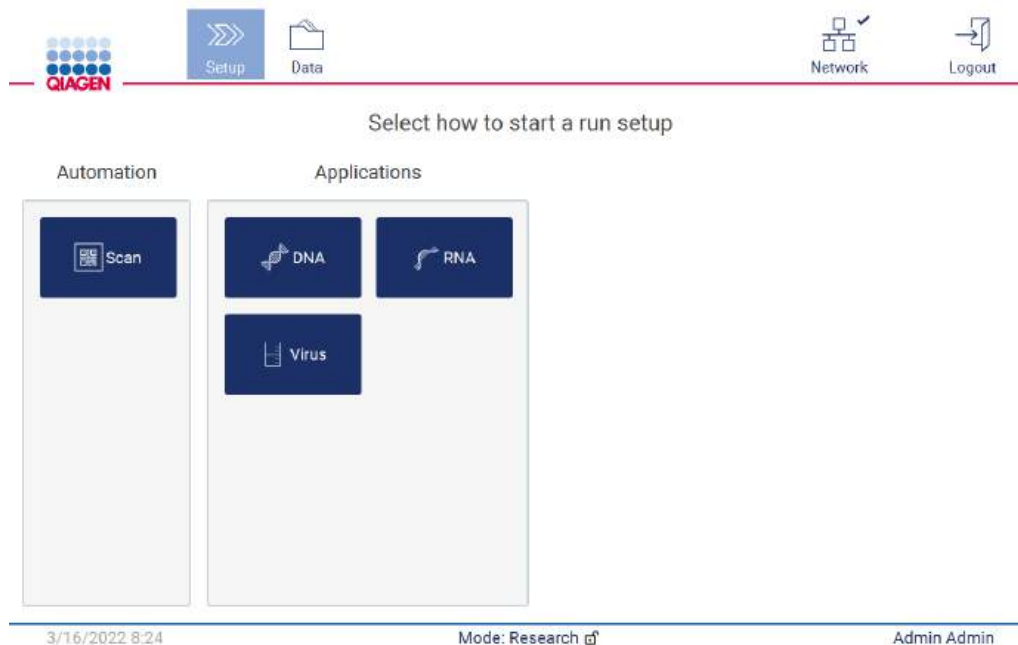 QIAGEN
Setup
Data
Network
Logout
Select how to start a run setup
Automation
Applications
Scan
DNA
RNA
Virus
3/16/2022 8:24
Mode: Research
Admin Admin